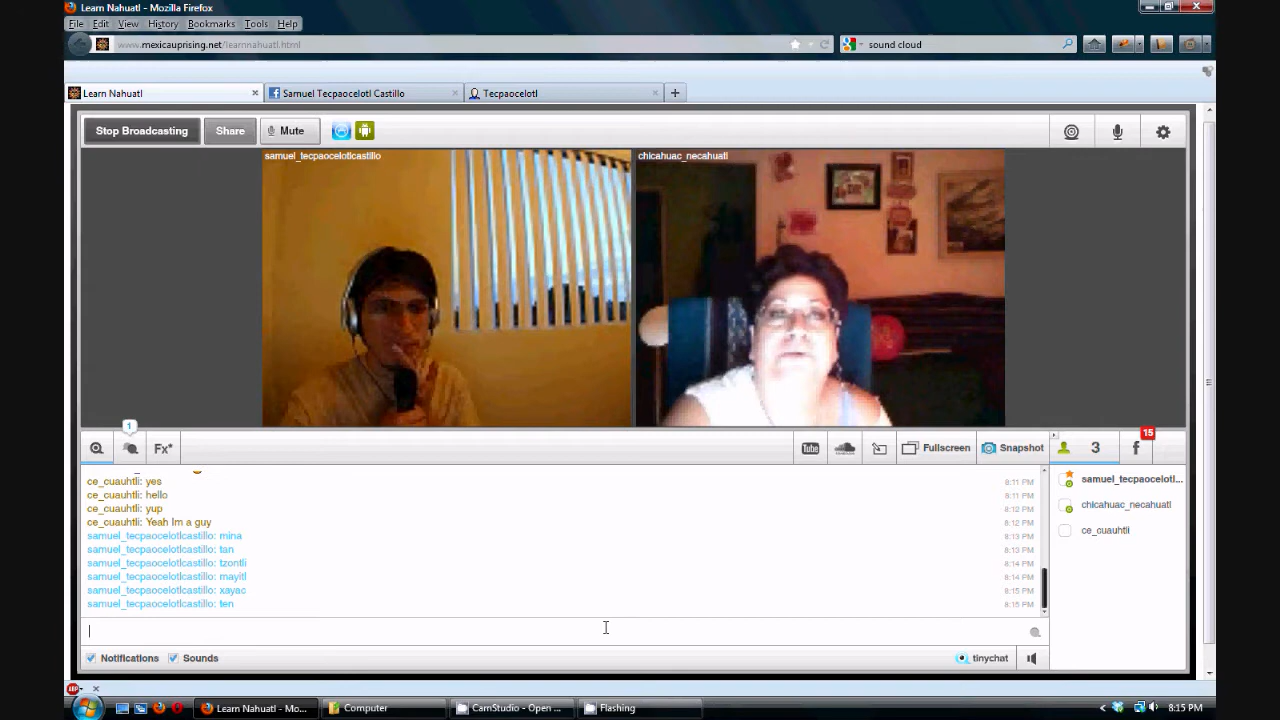 Learn Nahuatl - Mozilla Firefox
File Edit View History Bookmarks Tools Help
www.mexicauprising.net/learnnahuatl.html
sound cloud
Learn Nahuatl
Samuel Tecpaocelotl Castillo
Tecpaocelotl
Stop Broadcasting Share Mute
samuel_tecpaocelotlcastillo
chicahuac_necahuatl
1
Fx*
You Tube
Fullscreen
Snapshot
3
15
ce_cuauhtli: yes 8:11 PM
ce_cuauhtli: hello 8:11 PM
ce_cuauhtli: yup 8:12 PM
ce_cuauhtli: Yeah Im a guy 8:12 PM
samuel_tecpaocelotlcastillo: mina 8:13 PM
samuel_tecpaocelotlcastillo: tan 8:13 PM
samuel_tecpaocelotlcastillo: tzontli 8:14 PM
samuel_tecpaocelotlcastillo: mayitl 8:14 PM
samuel_tecpaocelotlcastillo: xayac 8:15 PM
samuel_tecpaocelotlcastillo: ten 8:15 PM
samuel_tecpaocelotl...
chicahuac_necahuatl
ce_cuauhtli
Notifications Sounds
tinychat
Learn Nahuatl - Mo...
Computer
CamStudio - Open ...
Flashing
8:15 PM